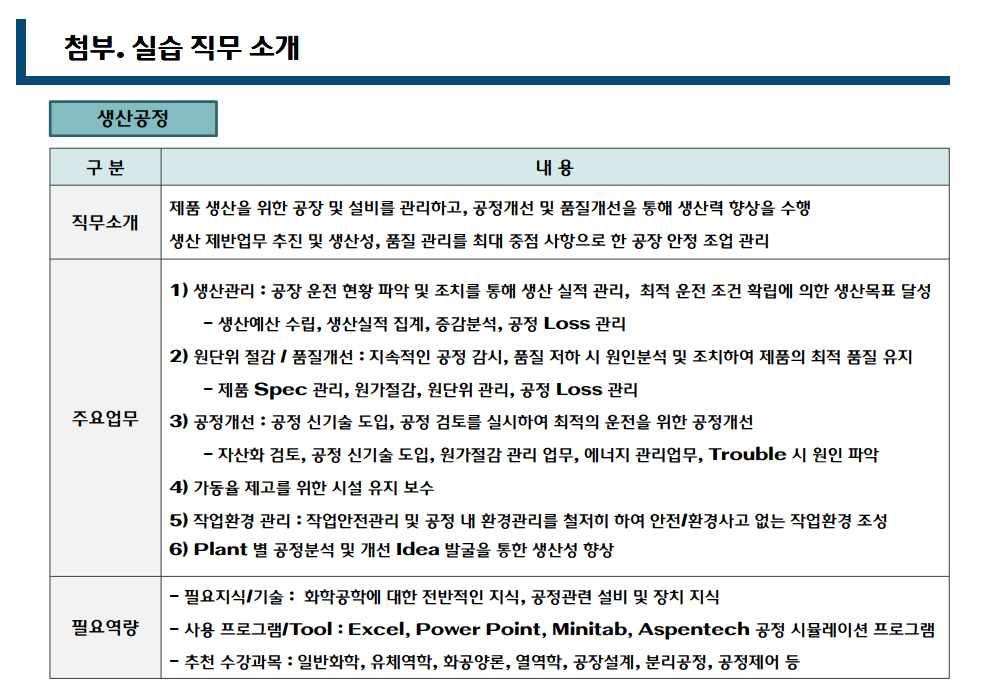 첨부. 실습 직무 소개
생산공정
구 분
내 용
직무소개
제품 생산을 위한 공장 및 설비를 관리하고, 공정개선 및 품질개선을 통해 생산력 향상을 수행
생산 제반업무 추진 및 생산성, 품질 관리를 최대 중점 사항으로 한 공장 안정 조업 관리
주요업무
1) 생산관리 : 공장 운전 현황 파악 및 조치를 통해 생산 실적 관리, 최적 운전 조건 확립에 의한 생산목표 달성
- 생산예산 수립, 생산실적 집계, 증감분석, 공정 Loss 관리
2) 원단위 절감 / 품질개선 : 지속적인 공정 감시, 품질 저하 시 원인분석 및 조치하여 제품의 최적 품질 유지
- 제품 Spec 관리, 원가절감, 원단위 관리, 공정 Loss 관리
3) 공정개선 : 공정 신기술 도입, 공정 검토를 실시하여 최적의 운전을 위한 공정개선
- 자산화 검토, 공정 신기술 도입, 원가절감 관리 업무, 에너지 관리업무, Trouble 시 원인 파악
4) 가동율 제고를 위한 시설 유지 보수
5) 작업환경 관리 : 작업안전관리 및 공정 내 환경관리를 철저히 하여 안전/환경사고 없는 작업환경 조성
6) Plant 별 공정분석 및 개선 Idea 발굴을 통한 생산성 향상
필요역량
- 필요지식/기술 : 화학공학에 대한 전반적인 지식, 공정관련 설비 및 장치 지식
- 사용 프로그램/Tool : Excel, Power Point, Minitab, Aspentech 공정 시뮬레이션 프로그램
- 추천 수강과목 : 일반화학, 유체역학, 화공양론, 열역학, 공장설계, 분리공정, 공정제어 등